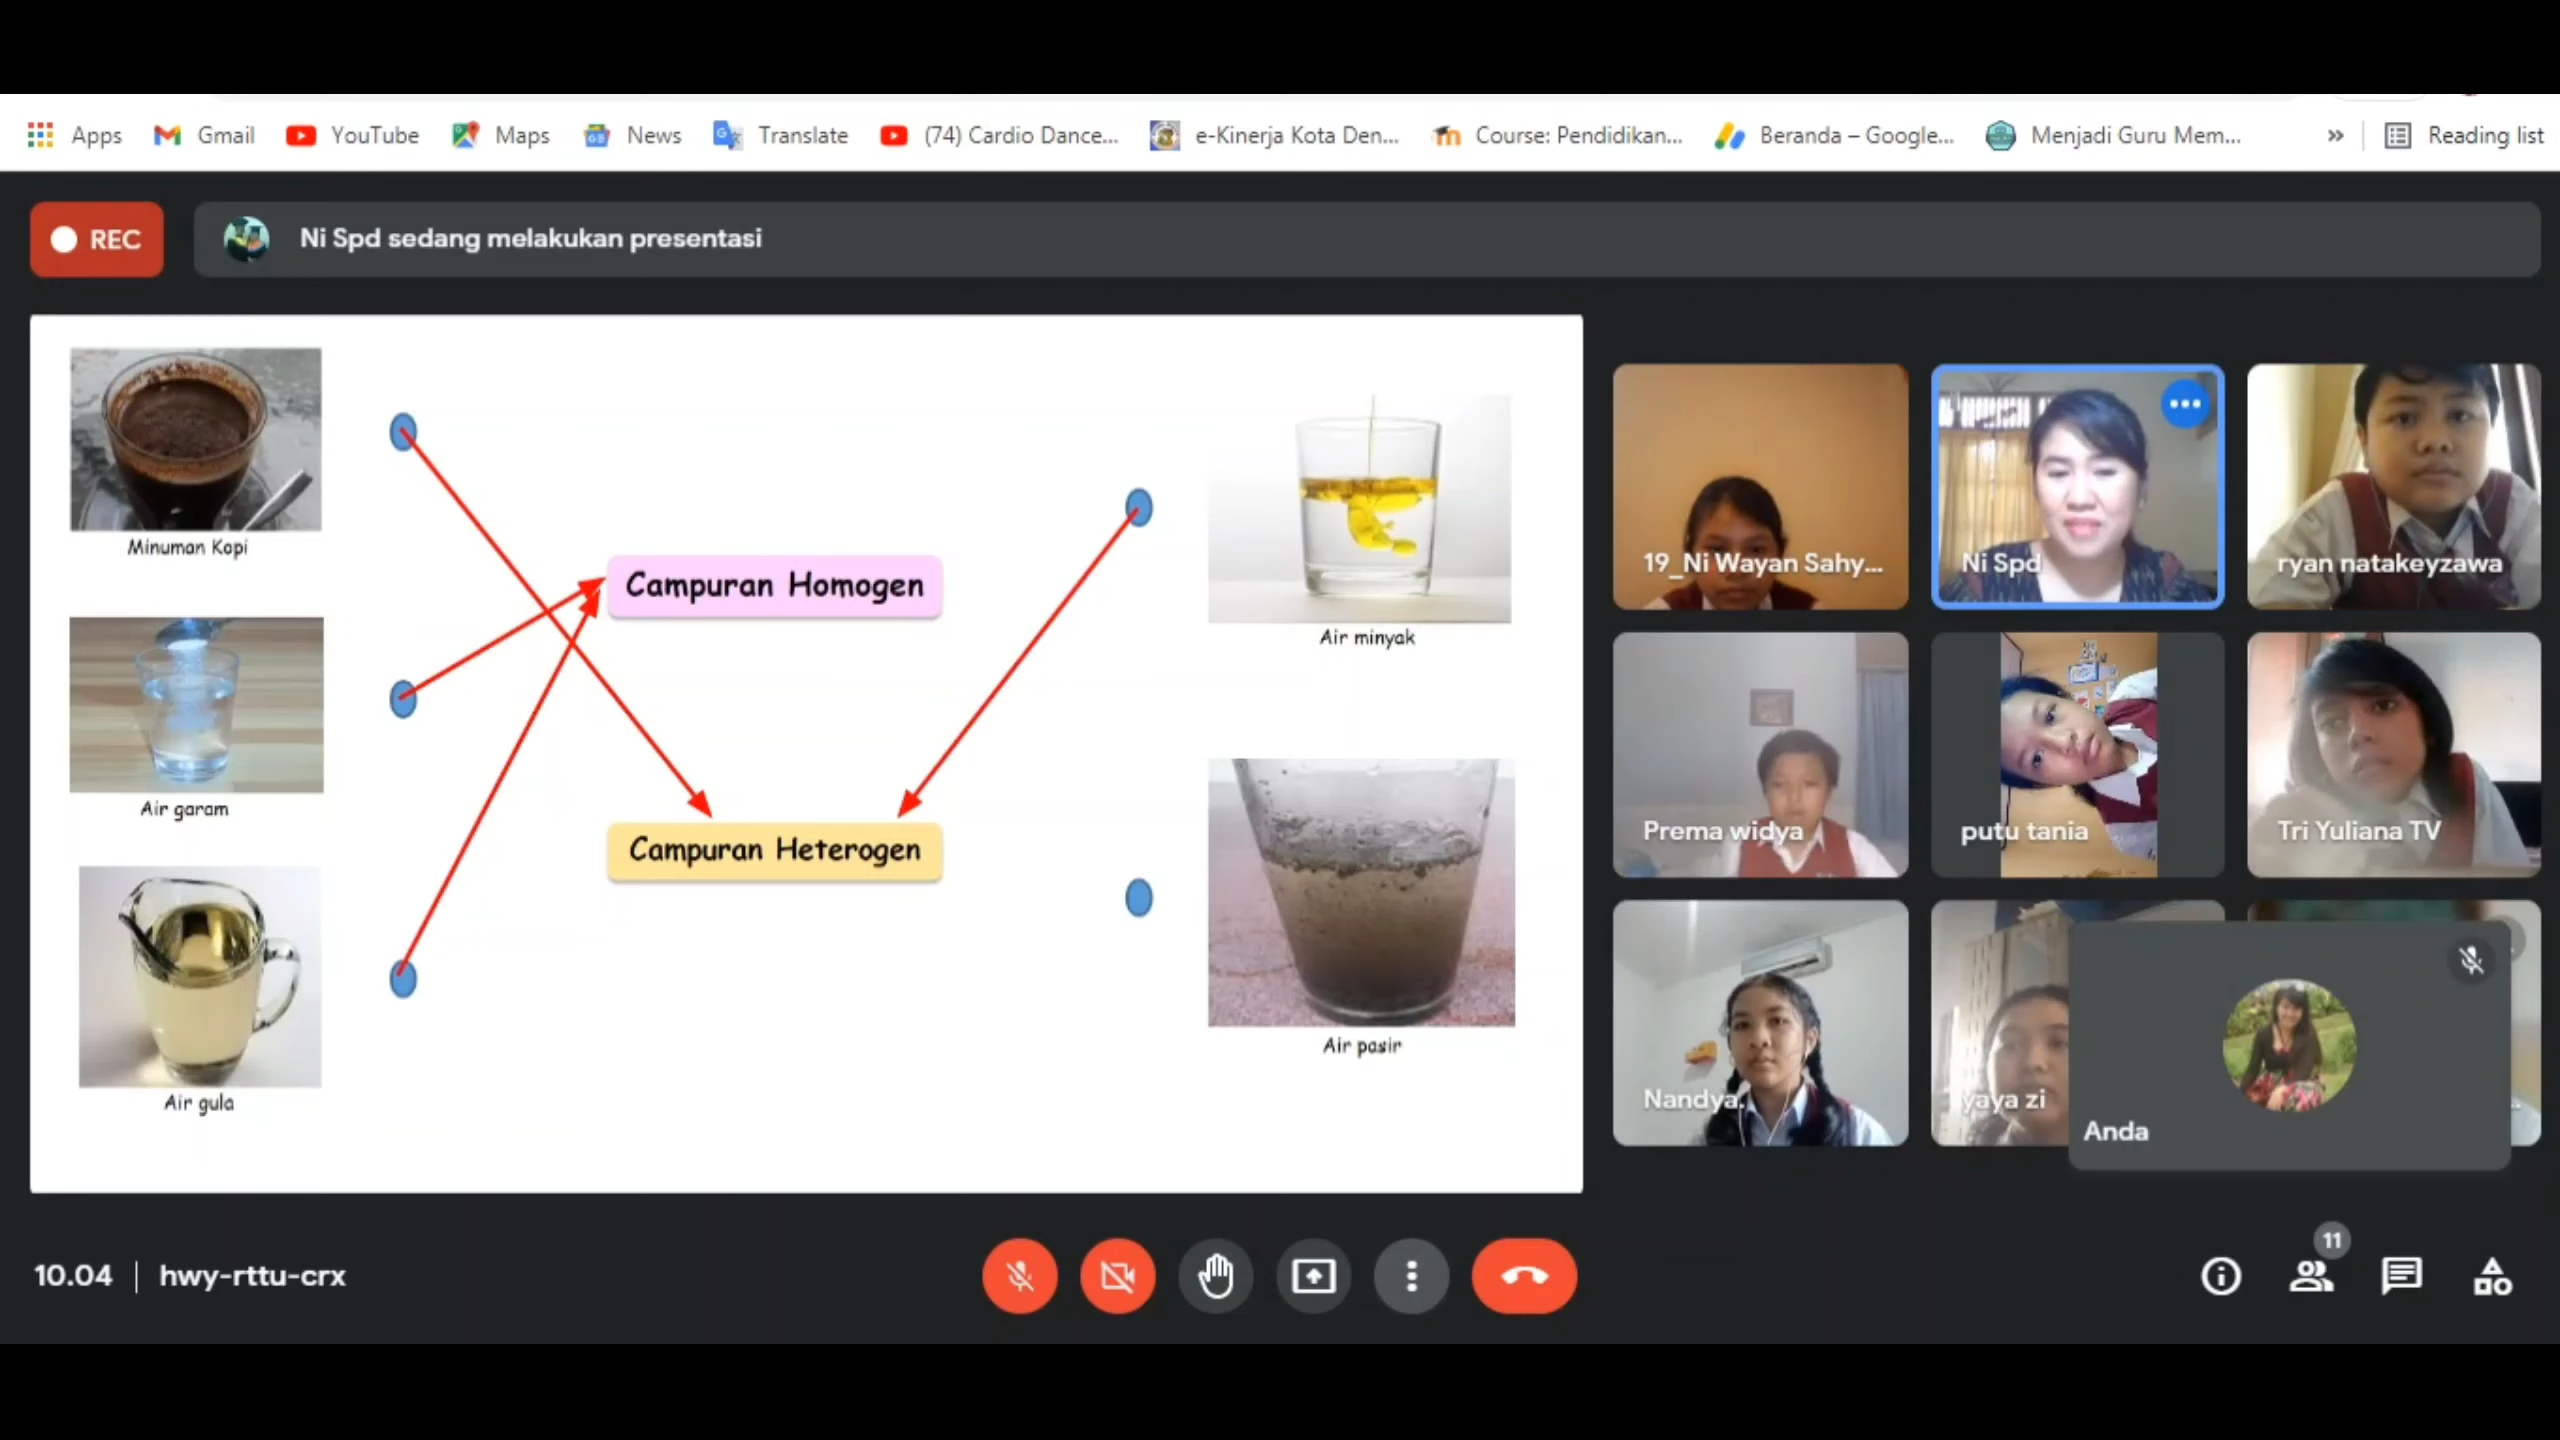 Apps Gmail YouTube Maps News Translate (74) Cardio Dance... e-Kinerja Kota Den... Course: Pendidikan... Beranda – Google... Menjadi Guru Mem... » Reading list
REC Ni Spd sedang melakukan presentasi
Minuman Kopi
Air garam
Air gula
Campuran Homogen
Campuran Heterogen
Air minyak
Air pasir
19_Ni Wayan Sahy...
Ni Spd
ryan natakeyzawa
Prema widya
putu tania
Tri Yuliana TV
Nandya.
yaya zi
Anda
10.04 | hwy-rttu-crx
11